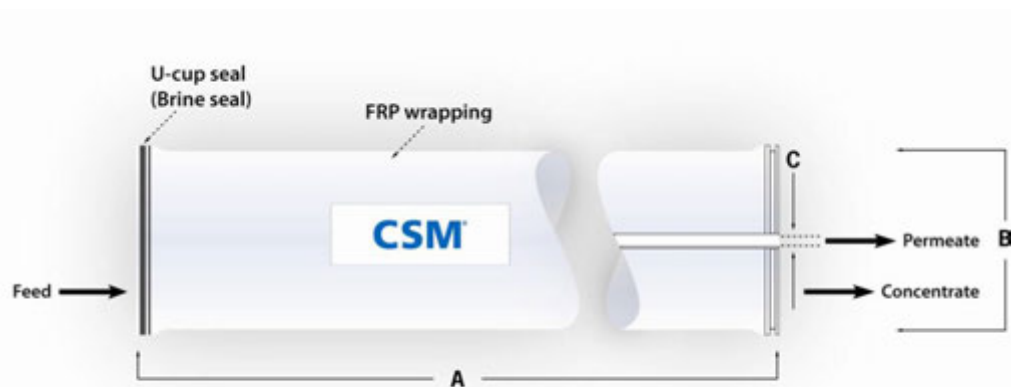 U-cup seal
(Brine seal)
FRP wrapping
C
CSM®
Permeate
B
Feed
Concentrate
A